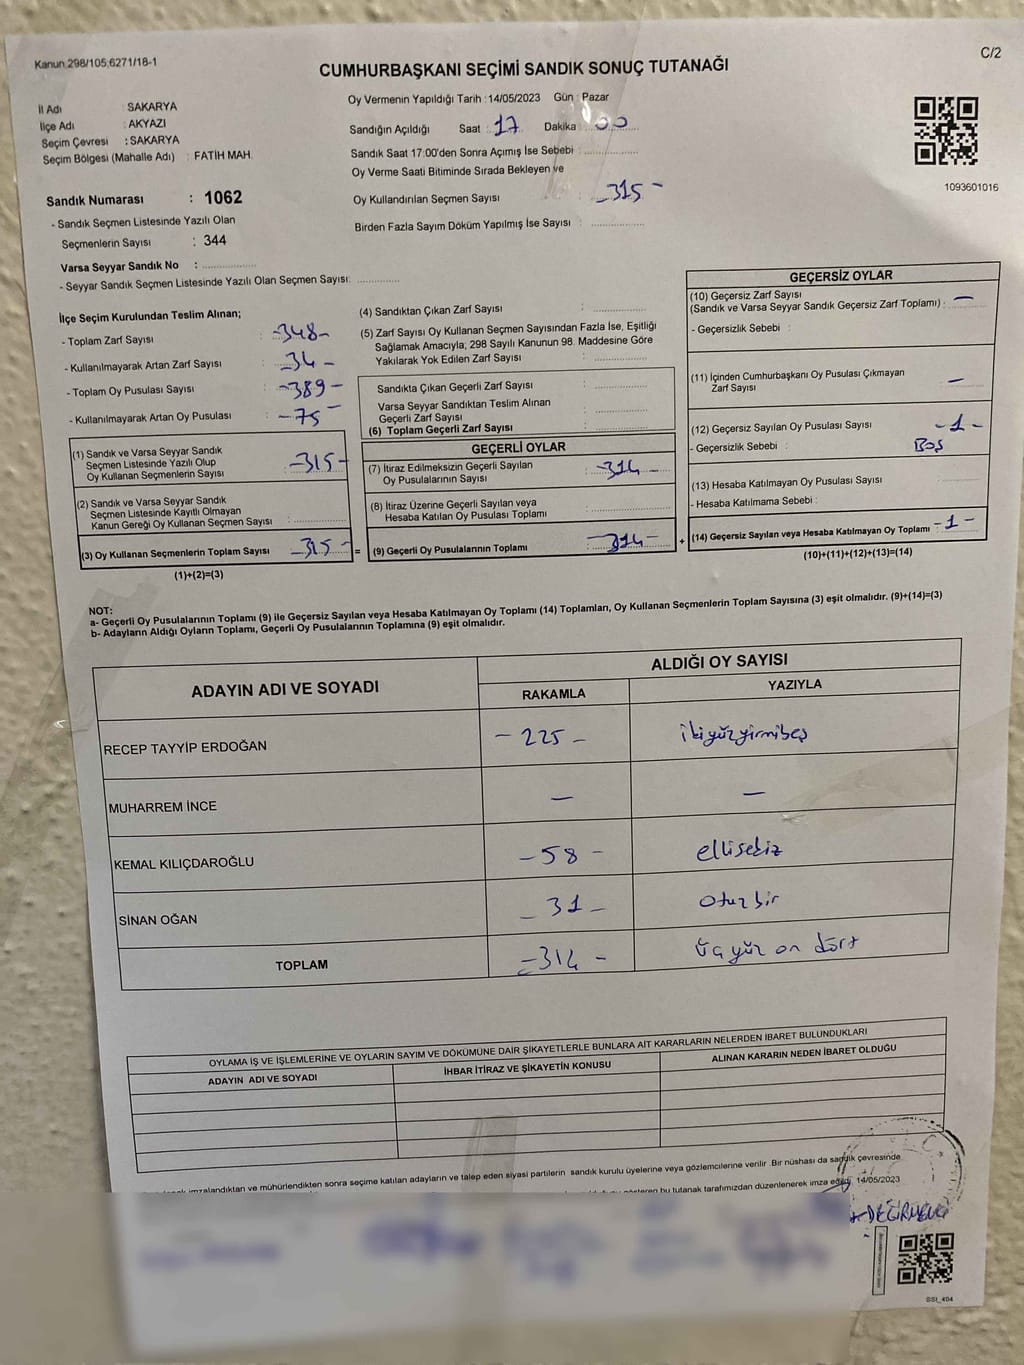 Kanun 298/105;6271/18-1
C/2
CUMHURBAŞKANI SEÇİMİ SANDIK SONUÇ TUTANAĞI
İl Adı : SAKARYA
İlçe Adı : AKYAZI
Seçim Çevresi : SAKARYA
Seçim Bölgesi (Mahalle Adı) : FATİH MAH.
Sandık Numarası : 1062
- Sandık Seçmen Listesinde Yazılı Olan
Seçmenlerin Sayısı : 344
Varsa Seyyar Sandık No : ..................
- Seyyar Sandık Seçmen Listesinde Yazılı Olan Seçmen Sayısı: .............
Oy Vermenin Yapıldığı Tarih : 14/05/2023 Gün : Pazar
Sandığın Açıldığı Saat : 17 Dakika : 00
Sandık Saat 17:00'den Sonra Açımış İse Sebebi : ..................
Oy Verme Saati Bitiminde Sırada Bekleyen ve
Oy Kullandırılan Seçmen Sayısı : - 315 -
Birden Fazla Sayım Döküm Yapılmış İse Sayısı : ..................
1093601016
İlçe Seçim Kurulundan Teslim Alınan;
- Toplam Zarf Sayısı : - 348 -
- Kullanılmayarak Artan Zarf Sayısı : - 34 -
- Toplam Oy Pusulası Sayısı : - 389 -
- Kullanılmayarak Artan Oy Pusulası : - 75 -
(1) Sandık ve Varsa Seyyar Sandık
Seçmen Listesinde Yazılı Olup
Oy Kullanan Seçmenlerin Sayısı : - 315 -
(2) Sandık ve Varsa Seyyar Sandık
Seçmen Listesinde Kayıtlı Olmayan
Kanun Gereği Oy Kullanan Seçmen Sayısı : ..................
(3) Oy Kullanan Seçmenlerin Toplam Sayısı - 315 - =
(1)+(2)=(3)
(4) Sandıktan Çıkan Zarf Sayısı : ..................
(5) Zarf Sayısı Oy Kullanan Seçmen Sayısından Fazla İse, Eşitliği
Sağlamak Amacıyla; 298 Sayılı Kanunun 98. Maddesine Göre
Yakılarak Yok Edilen Zarf Sayısı : ..................
Sandıkta Çıkan Geçerli Zarf Sayısı : ..................
Varsa Seyyar Sandıktan Teslim Alınan
Geçerli Zarf Sayısı : ..................
(6) Toplam Geçerli Zarf Sayısı : ..................
GEÇERLİ OYLAR
(7) İtiraz Edilmeksizin Geçerli Sayılan
Oy Pusulalarının Sayısı : - 314 -
(8) İtiraz Üzerine Geçerli Sayılan veya
Hesaba Katılan Oy Pusulası Toplamı : ..................
(9) Geçerli Oy Pusulalarının Toplamı : - 314 - +
GEÇERSİZ OYLAR
(10) Geçersiz Zarf Sayısı
(Sandık ve Varsa Seyyar Sandık Geçersiz Zarf Toplamı) : —
- Geçersizlik Sebebi :
(11) İçinden Cumhurbaşkanı Oy Pusulası Çıkmayan
Zarf Sayısı : —
(12) Geçersiz Sayılan Oy Pusulası Sayısı : - 1 -
- Geçersizlik Sebebi : Boş
(13) Hesaba Katılmayan Oy Pusulası Sayısı : ..................
- Hesaba Katılmama Sebebi :
(14) Geçersiz Sayılan veya Hesaba Katılmayan Oy Toplamı - 1 -
(10)+(11)+(12)+(13)=(14)
NOT:
a- Geçerli Oy Pusulalarının Toplamı (9) ile Geçersiz Sayılan veya Hesaba Katılmayan Oy Toplamı (14) Toplamları, Oy Kullanan Seçmenlerin Toplam Sayısına (3) eşit olmalıdır. (9)+(14)=(3)
b- Adayların Aldığı Oyların Toplamı, Geçerli Oy Pusulalarının Toplamına (9) eşit olmalıdır.
ADAYIN ADI VE SOYADI ALDIĞI OY SAYISI
RAKAMLA YAZIYLA
RECEP TAYYİP ERDOĞAN - 225 - ikiyüzyirmibeş
MUHARREM İNCE — —
KEMAL KILIÇDAROĞLU - 58 - ellisekiz
SİNAN OĞAN - 31 - otuzbir
TOPLAM - 314 - üçyüz on dört
OYLAMA İŞ VE İŞLEMLERİNE VE OYLARIN SAYIM VE DÖKÜMÜNE DAİR ŞİKAYETLERLE BUNLARA AİT KARARLARIN NELERDEN İBARET BULUNDUKLARI
ADAYIN ADI VE SOYADI İHBAR İTİRAZ VE ŞİKAYETİN KONUSU ALINAN KARARIN NEDEN İBARET OLDUĞU
imzalandıktan ve mühürlendikten sonra seçime katılan adayların ve talep eden siyasi partilerin sandık kurulu üyelerine veya gözlemcilerine verilir. Bir nüshası da sandık çevresinde
gösteren bu tutanak tarafımızdan düzenlenerek imza edildi. 14/05/2023
DEĞİRMENCİ
SSI_404